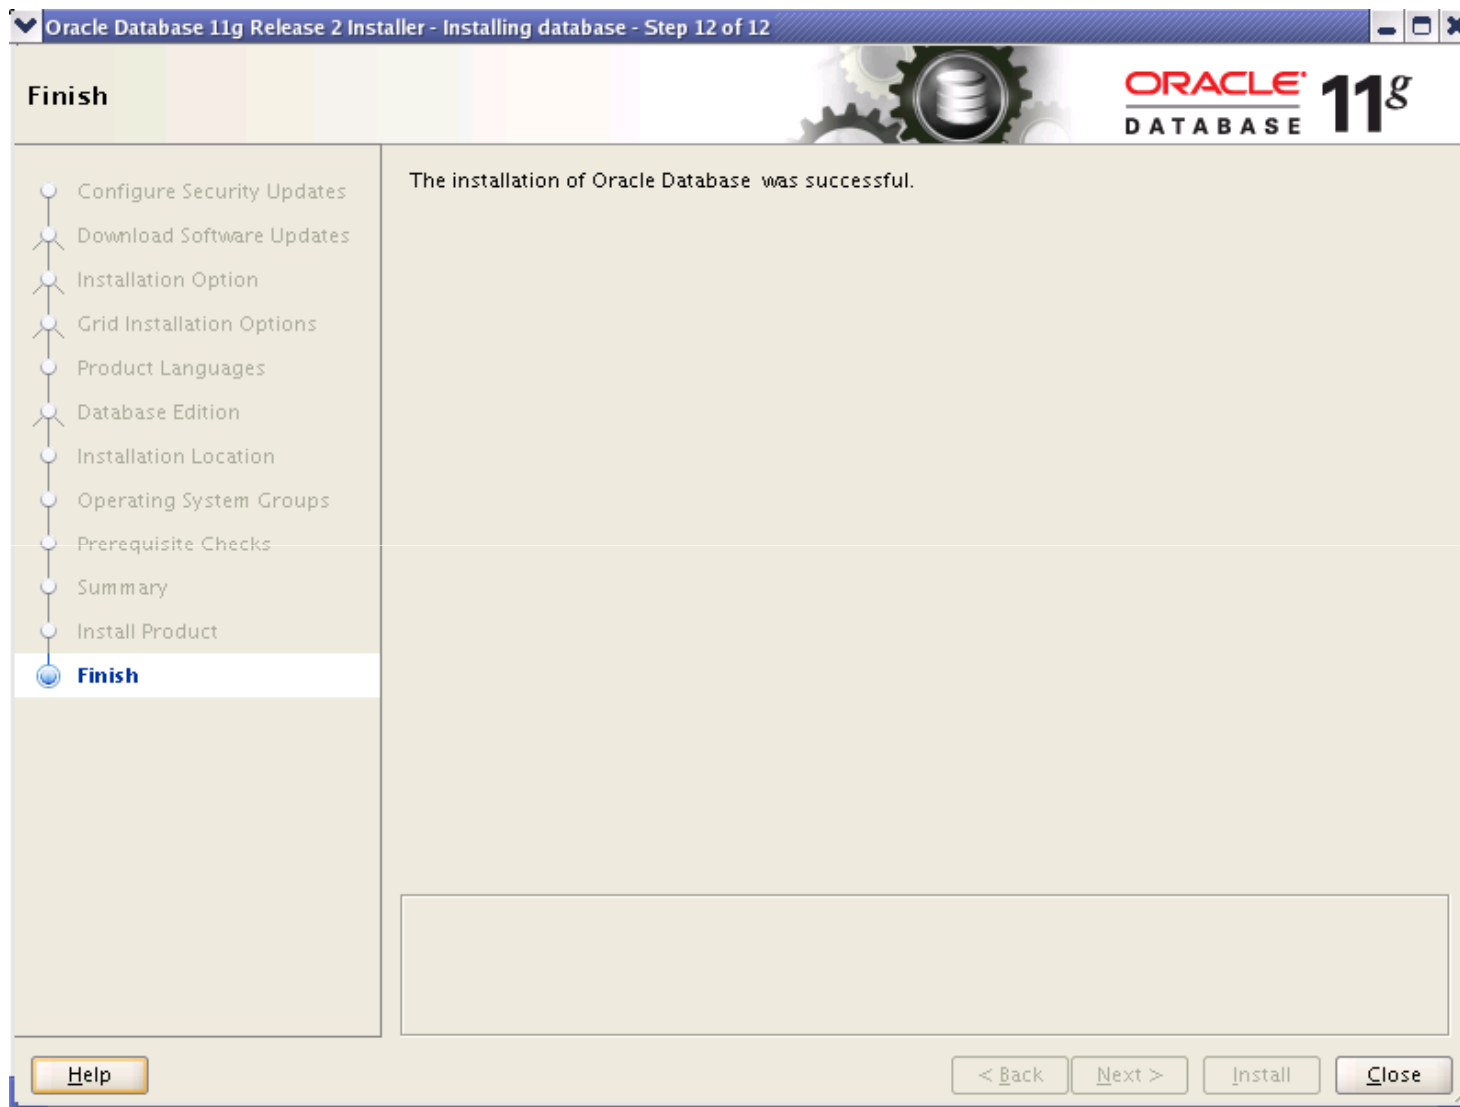 Oracle Database 11g Release 2 Installer - Installing database - Step 12 of 12
Finish
ORACLE
DATABASE
11g
Configure Security Updates
Download Software Updates
Installation Option
Grid Installation Options
Product Languages
Database Edition
Installation Location
Operating System Groups
Prerequisite Checks
Summary
Install Product
Finish
The installation of Oracle Database was successful.
Help
< Back
Next >
Install
Close